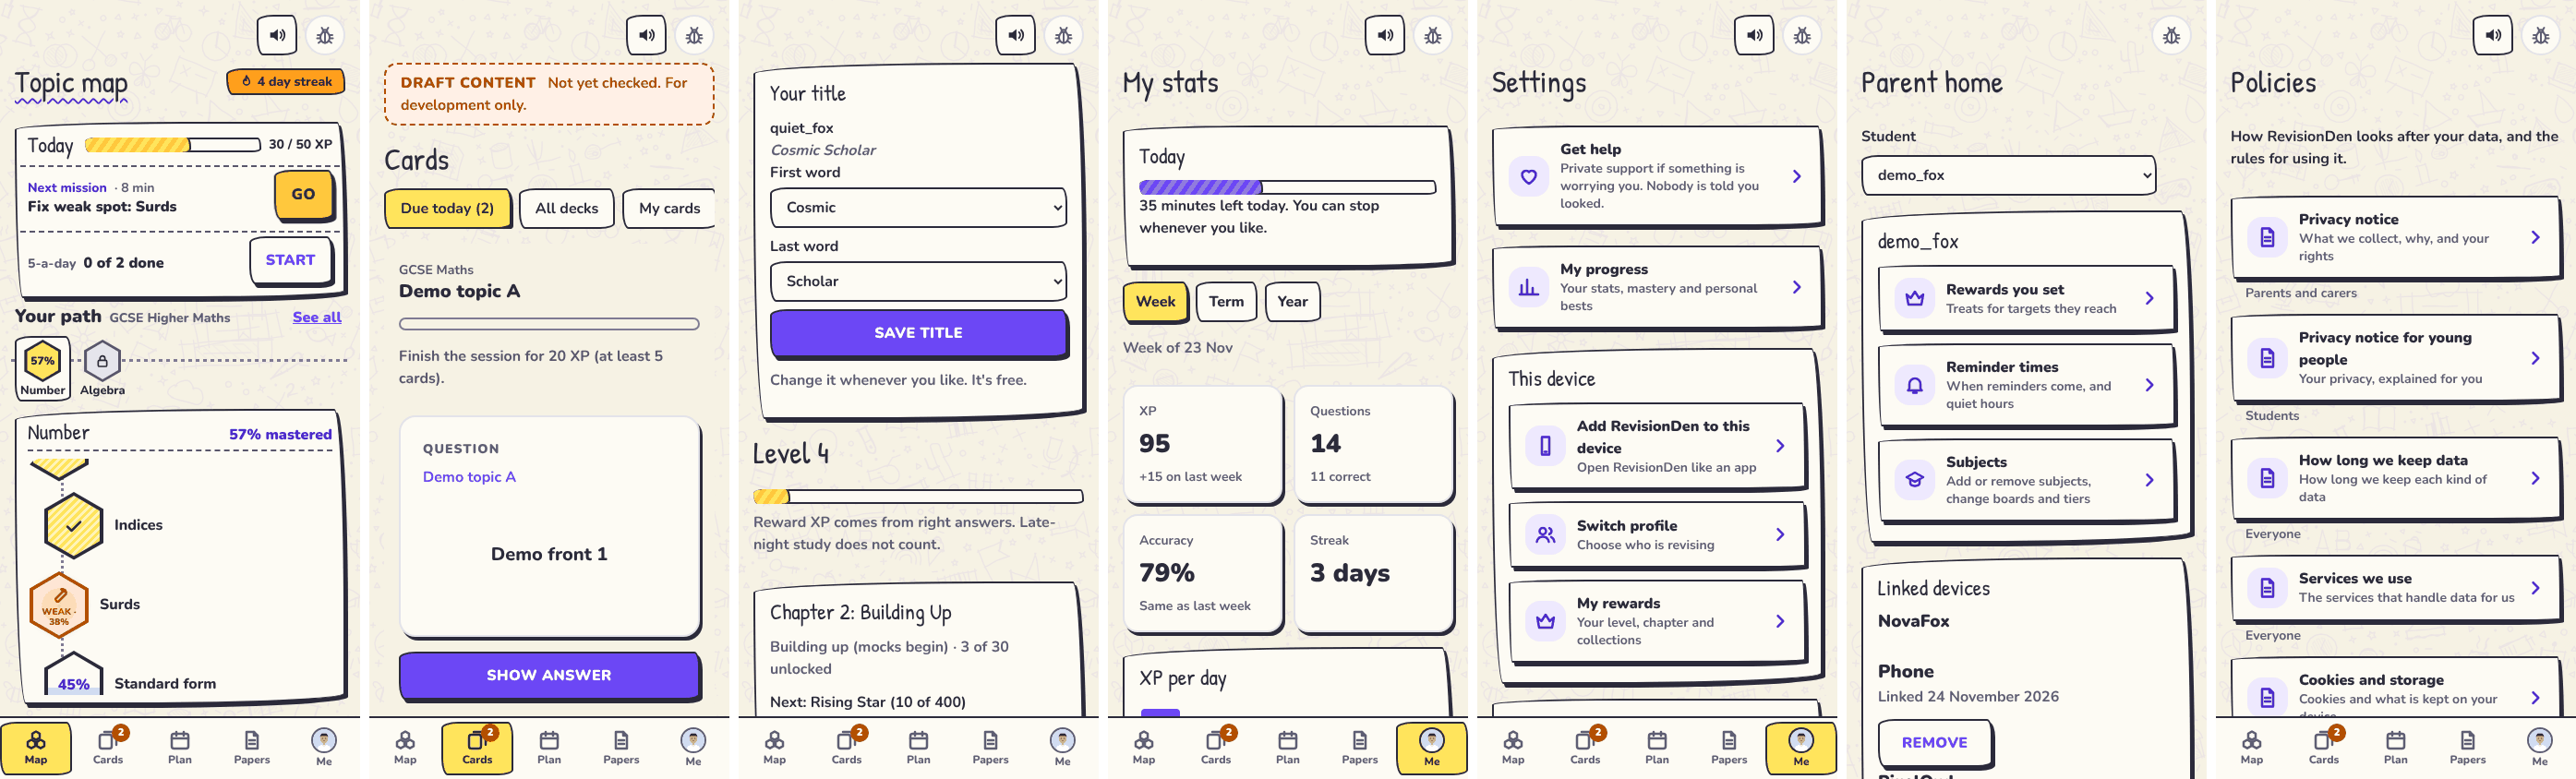 Topic map
4 day streak
Today
30 / 50 XP
Next mission · 8 min
Fix weak spot: Surds
GO
5-a-day 0 of 2 done
START
Your path GCSE Higher Maths
See all
57%
Number
Algebra
Number
57% mastered
Indices
WEAK -
38%
Surds
45%
Standard form
Map
2
Cards
Plan
Papers
Me
DRAFT CONTENT Not yet checked. For
development only.
Cards
Due today (2)
All decks
My cards
GCSE Maths
Demo topic A
Finish the session for 20 XP (at least 5
cards).
QUESTION
Demo topic A
Demo front 1
SHOW ANSWER
Map
2
Cards
Plan
Papers
Me
Your title
quiet_fox
Cosmic Scholar
First word
Cosmic
Last word
Scholar
SAVE TITLE
Change it whenever you like. It's free.
Level 4
Reward XP comes from right answers. Late-
night study does not count.
Chapter 2: Building Up
Building up (mocks begin) · 3 of 30
unlocked
Next: Rising Star (10 of 400)
Map
2
Cards
Plan
Papers
Me
My stats
Today
35 minutes left today. You can stop
whenever you like.
Week
Term
Year
Week of 23 Nov
XP
95
+15 on last week
Questions
14
11 correct
Accuracy
79%
Same as last week
Streak
3 days
XP per day
Map
2
Cards
Plan
Papers
Me
Settings
Get help
Private support if something is
worrying you. Nobody is told you
looked.
My progress
Your stats, mastery and personal
bests
This device
Add RevisionDen to this
device
Open RevisionDen like an app
Switch profile
Choose who is revising
My rewards
Your level, chapter and
collections
Map
2
Cards
Plan
Papers
Me
Parent home
Student
demo_fox
demo_fox
Rewards you set
Treats for targets they reach
Reminder times
When reminders come, and
quiet hours
Subjects
Add or remove subjects,
change boards and tiers
Linked devices
NovaFox
Phone
Linked 24 November 2026
REMOVE
Policies
How RevisionDen looks after your data, and the
rules for using it.
Privacy notice
What we collect, why, and your
rights
Parents and carers
Privacy notice for young
people
Your privacy, explained for you
Students
How long we keep data
How long we keep each kind of
data
Everyone
Services we use
The services that handle data for us
Everyone
Cookies and storage
Cookies and what is kept on your
Map
2
Cards
Plan
Papers
Me